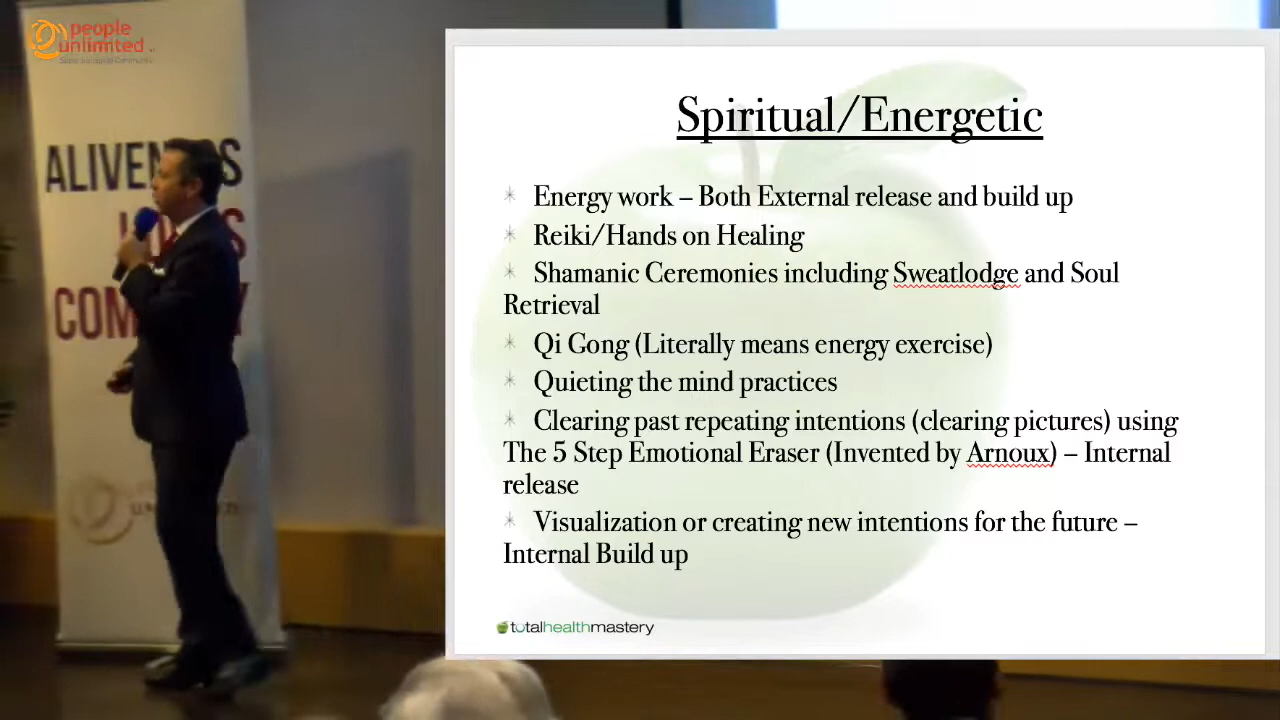 people
unlimited
ALIVENESS
COM
Spiritual/Energetic
Energy work – Both External release and build up
Reiki/Hands on Healing
Shamanic Ceremonies including Sweatlodge and Soul
Retrieval
Qi Gong (Literally means energy exercise)
Quieting the mind practices
Clearing past repeating intentions (clearing pictures) using
The 5 Step Emotional Eraser (Invented by Arnoux) – Internal
release
Visualization or creating new intentions for the future –
Internal Build up
totalhealthmastery